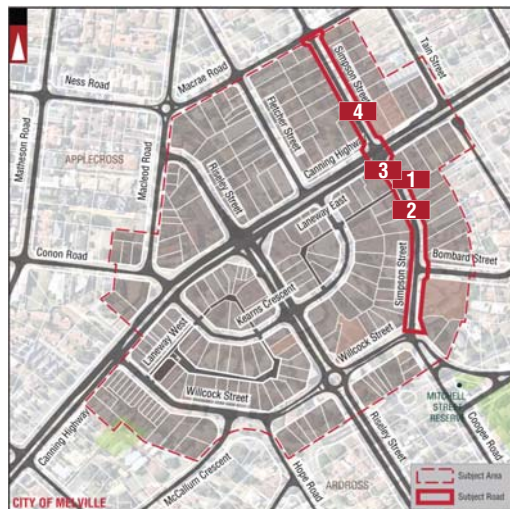 Simpson Street
Tain Street
Macrae Road
Ness Road
Fletcher Street
4
Matheson Road
APPLECROSS
Macleod Road
Canning Highway
3
1
Riseley Street
2
Laneway East
Conon Road
Bombard Street
Simpson Street
Kearns Crescent
Laneway West
Willcock Street
Willcock Street
MITCHELL
STREET
RESERVE
Canning Highway
Riseley Street
Coogee Road
McCallum Crescent
Hope Road
ARDROSS
Subject Area
Subject Road
CITY OF MELVILLE